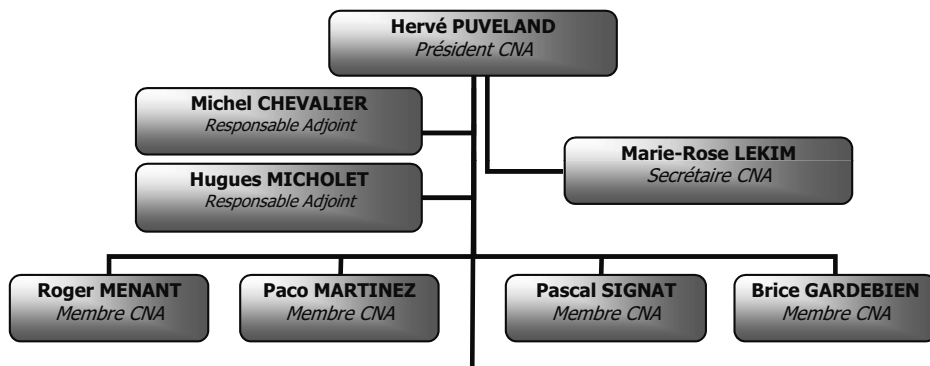 Hervé PUVELAND
Président CNA
Michel CHEVALIER
Responsable Adjoint
Marie-Rose LEKIM
Secrétaire CNA
Hugues MICHOLET
Responsable Adjoint
Roger MENANT
Membre CNA
Paco MARTINEZ
Membre CNA
Pascal SIGNAT
Membre CNA
Brice GARDEBIEN
Membre CNA